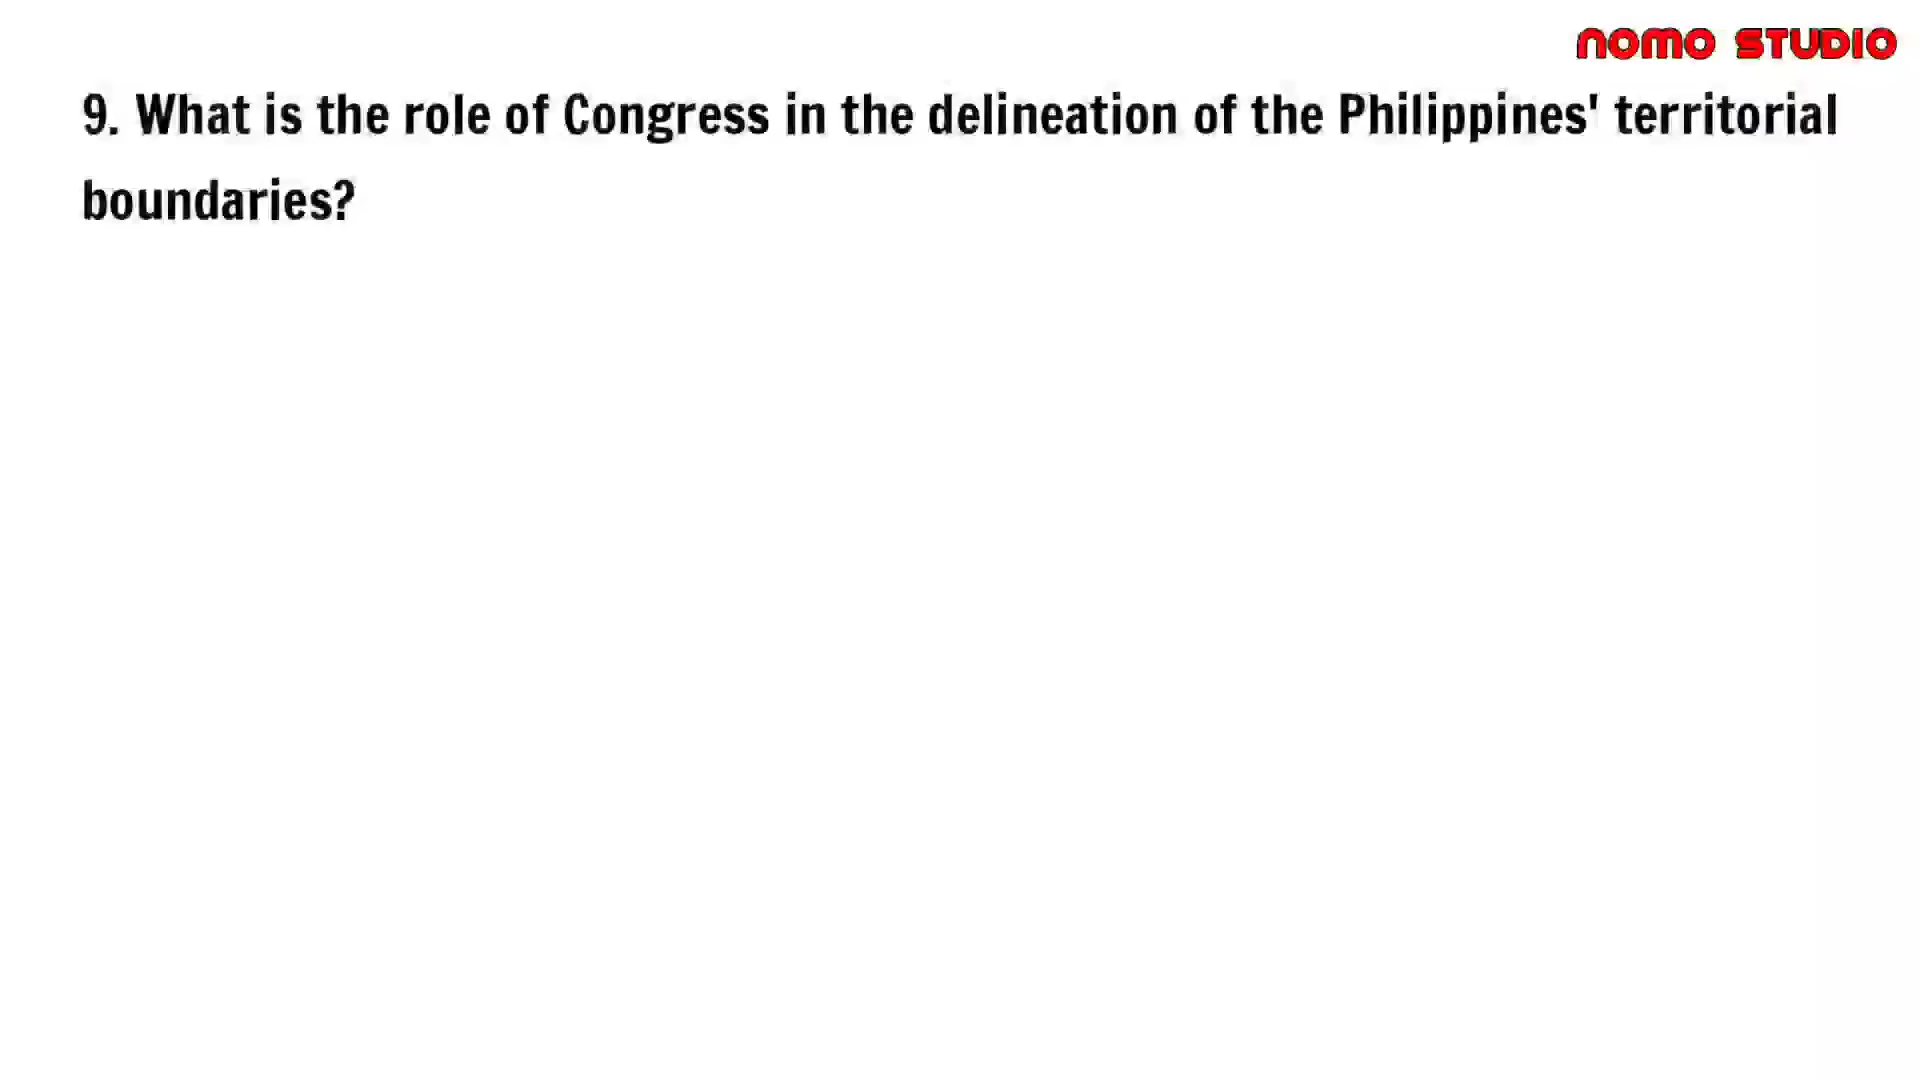 NOMO STUDIO
9. What is the role of Congress in the delineation of the Philippines' territorial
boundaries?